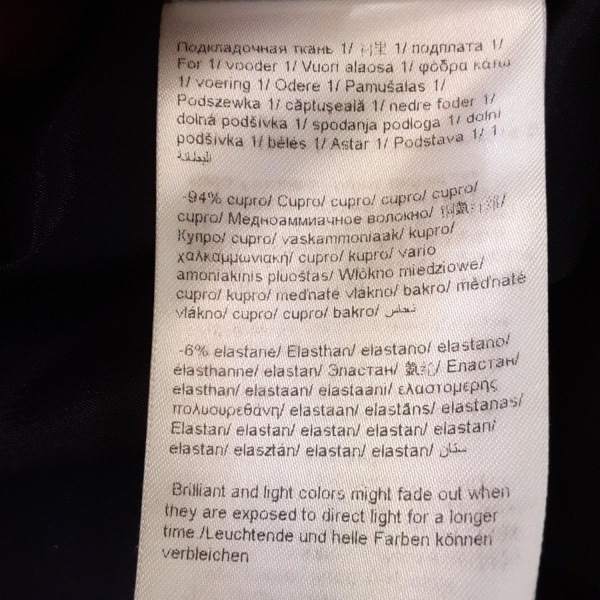 Подкладочная ткань 1/ 1/ подплата 1/
For 1/ vooder 1/ Vuori alaosa 1/ φόδρα κάτω
1/ voering 1/ Odere 1/ Pamušalas 1/
Podszewka 1/ căptuşeală 1/ nedre foder 1/
dolná podšívka 1/ spodanja podloga 1/ dolní
podšívka 1/ bélés 1/ Astar 1/ Podstava 1/ 1
-94% cupro/ Cupro/ cupro/ cupro/ cupro/
cupro/ Медноаммиачное волокно/
Купро/ cupro/ vaskammoniaak/ kupro/
χαλκαμμωνιακή/ cupro/ kupro/ vario
amoniakinis pluoštas/ Włókno miedziowe/
cupro/ kupro/ meďnaté vlákno/ bakro/ měďnaté
vlákno/ cupro/ cupro/ bakro/ نحاس
-6% elastane/ Elasthan/ elastano/ elastano/
élasthanne/ elastan/ Эластан/ Еластан/
elasthan/ elastaan/ elastaani/ ελαστομερης
πολυουρεθάνη/ elastaan/ elastāns/ elastanas/
Elastan/ elastan/ elastan/ elastan/ elastan/
elastan/ elasztán/ elastan/ elastan/
Brilliant and light colors might fade out when
they are exposed to direct light for a longer
time./Leuchtende und helle Farben können
verbleichen